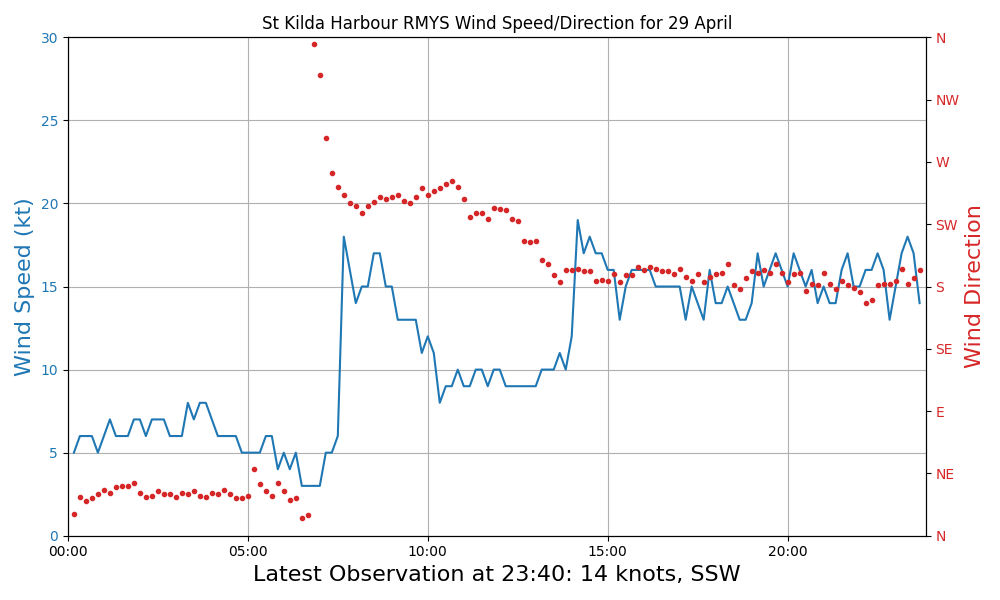 St Kilda Harbour RMYS Wind Speed/Direction for 29 April
30
25
20
15
10
5
0
Wind Speed (kt)
N
NW
W
SW
S
SE
E
NE
N
Wind Direction
00:00 05:00 10:00 15:00 20:00
Latest Observation at 23:40: 14 knots, SSW